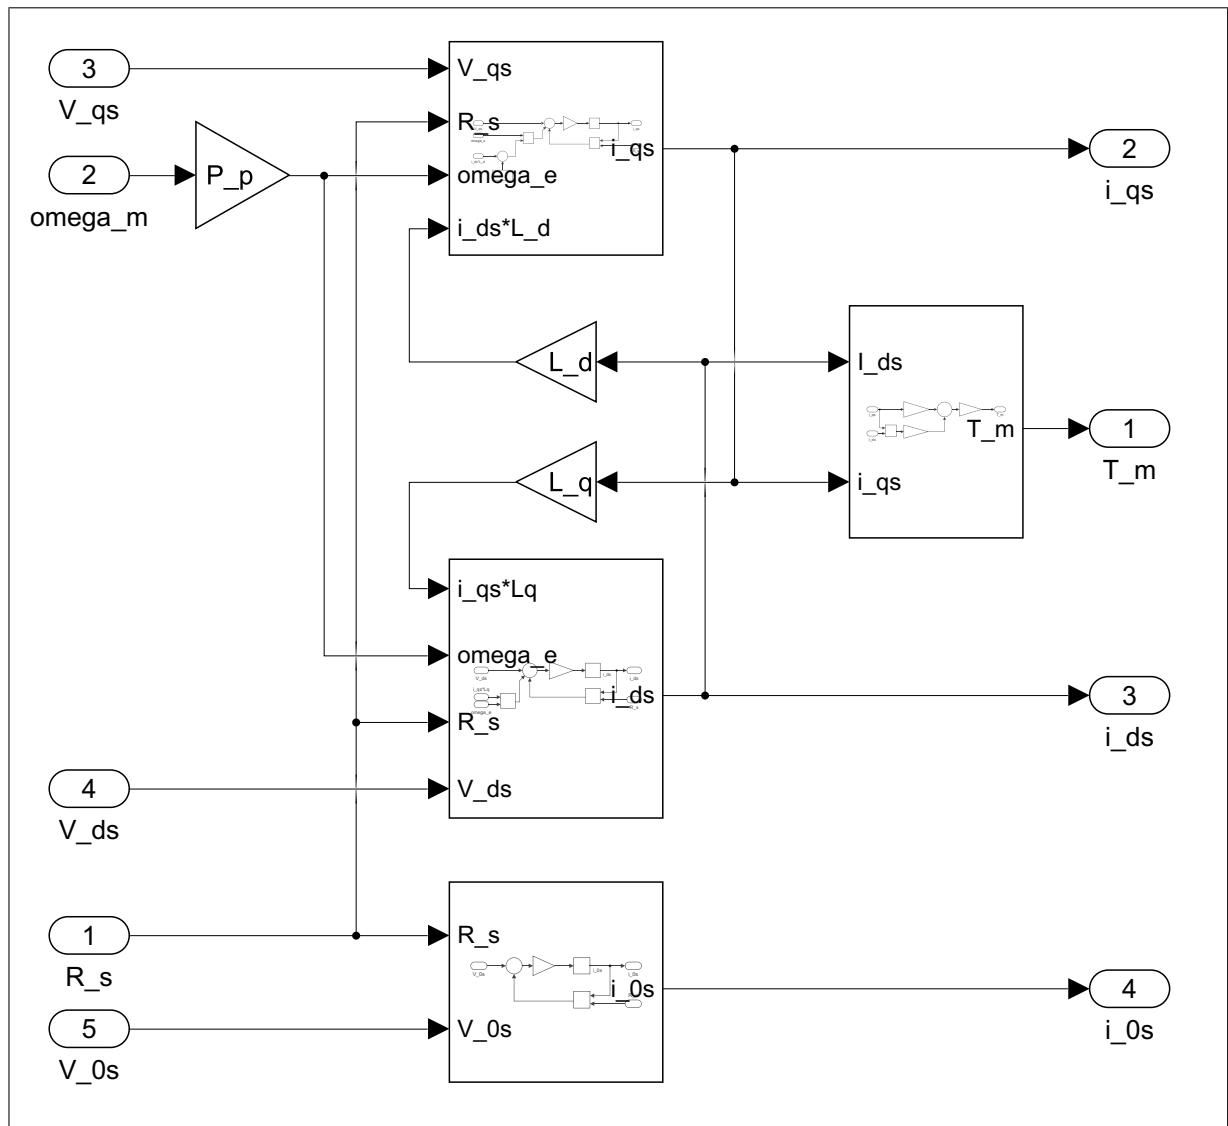 3
V_qs
2
omega_m
P_p
V_qs
R_s
omega_e
i_ds*L_d
i_qs
2
i_qs
L_d
L_q
I_ds
i_qs
T_m
1
T_m
i_qs*Lq
omega_e
R_s
V_ds
i_ds
3
i_ds
4
V_ds
1
R_s
5
V_0s
R_s
V_0s
i_0s
4
i_0s